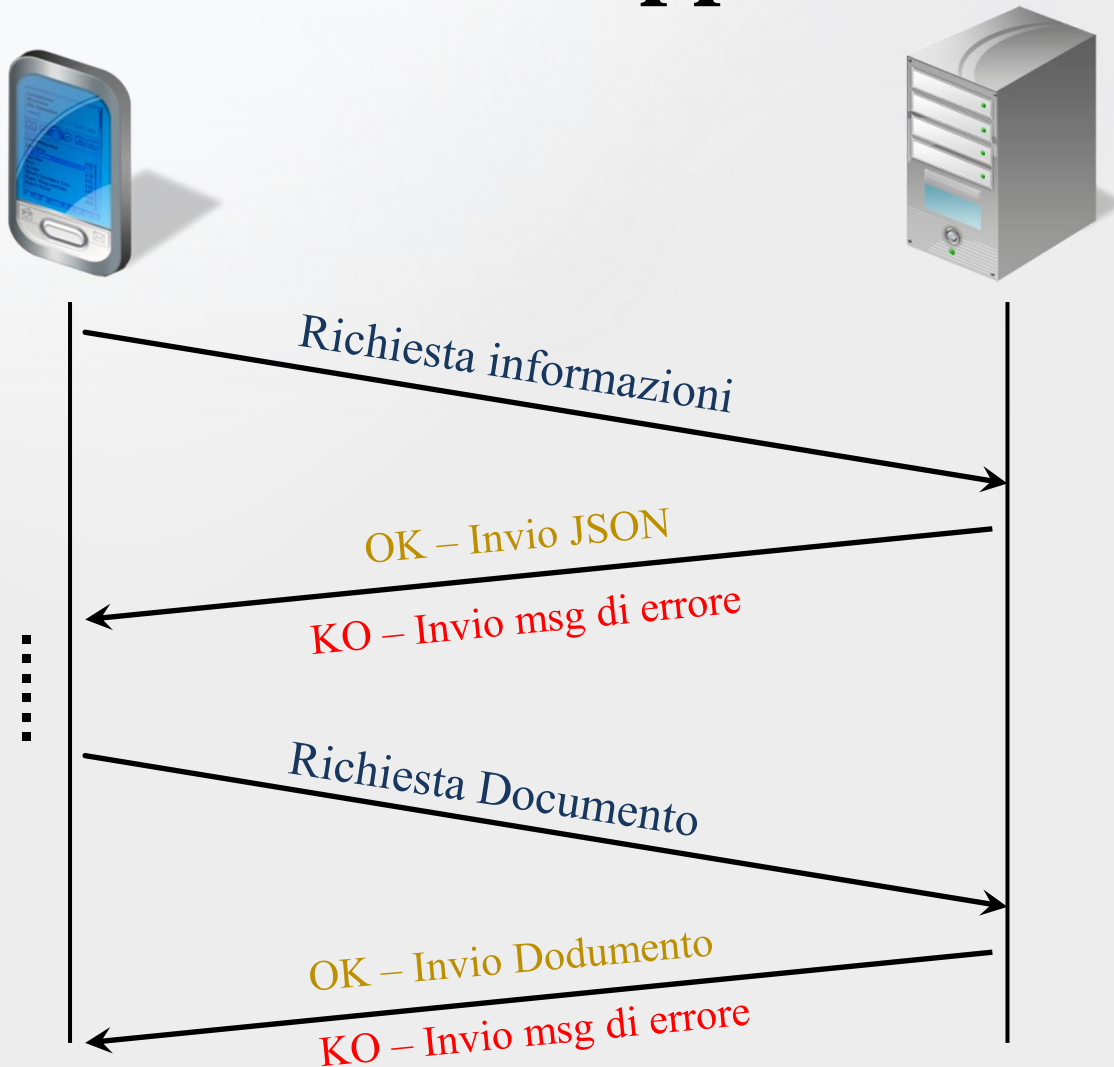 Richiesta informazioni
OK – Invio JSON
KO – Invio msg di errore
Richiesta Documento
OK – Invio Dodumento
KO – Invio msg di errore